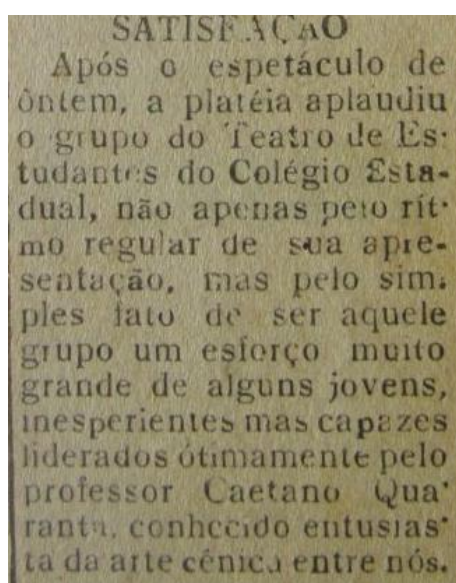 SATISFAÇÃO
Após o espetáculo de
ôntem, a platéia aplaudiu
o grupo do Teatro de Es-
tudantes do Colégio Esta-
dual, não apenas pelo rít-
mo regular de sua apre-
sentação, mas pelo sim-
ples fato de ser aquele
grupo um esforço muito
grande de alguns jovens,
inesperientes mas capazes
liderados ótimamente pelo
professor Caetano Qua-
ranta, conhecido entusias-
ta da arte cênica entre nós.